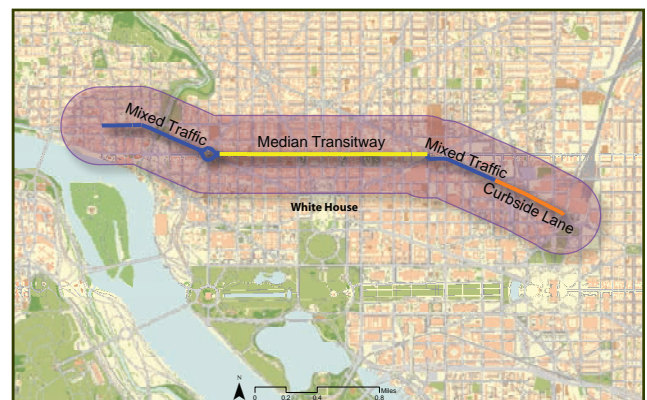 Mixed Traffic
Median Transitway
Mixed Traffic
Curbside Lane
White House
N
Miles
0 0.2 0.4 0.8